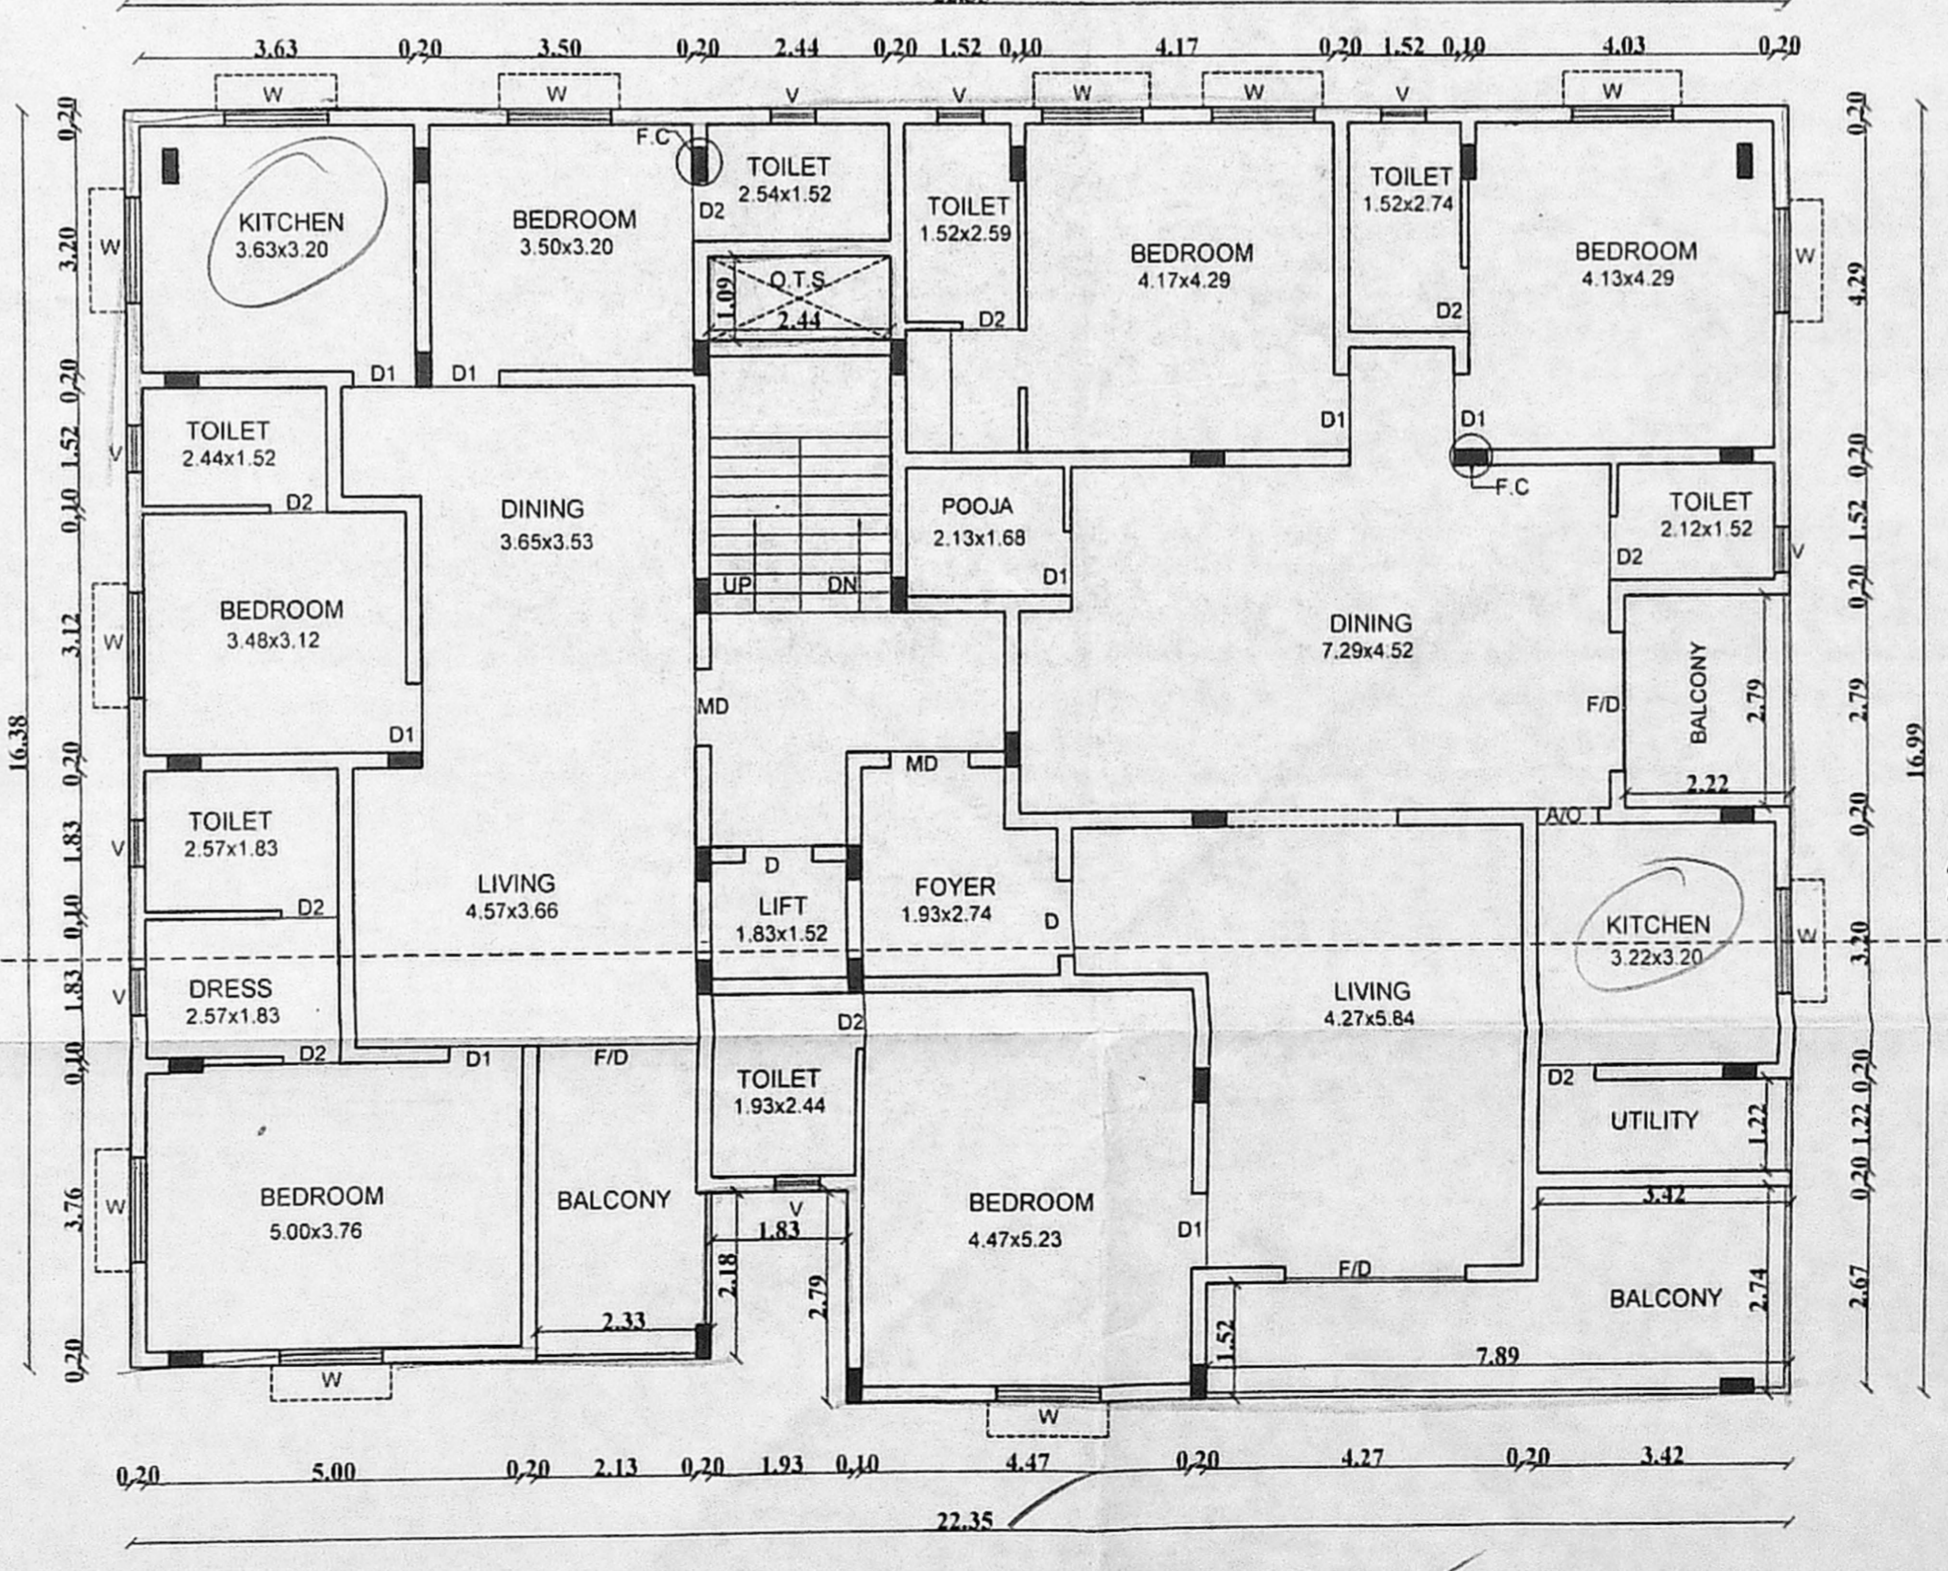 3.63 0,20 3.50 0,20 2.44 0,20 1.52 0,10 4.17 0,20 1.52 0,10 4.03 0,20
W W V V W W V W
0,20 0,20
F.C
TOILET
2.54x1.52
TOILET
1.52x2.74
KITCHEN
3.63x3.20
BEDROOM
3.50x3.20
D2
TOILET
1.52x2.59
BEDROOM
4.17x4.29
BEDROOM
4.13x4.29
W
3.20
W
4.29
O.T.S
1.09
2.44
D2
D2
0,20
D1 D1
D1 D1
TOILET
2.44x1.52
V
1.52
0,20
F.C
D2
0,10
DINING
3.65x3.53
POOJA
2.13x1.68
D1
TOILET
2.12x1.52
D2
V
1.52
UP DN
0,20
BEDROOM
3.48x3.12
W
3.12
DINING
7.29x4.52
BALCONY
2.79
F/D
2.22
2.79
MD
D1
MD
16.38
16.99
0,20
0,20
A/O
TOILET
2.57x1.83
V
1.83
D2
0,10
LIVING
4.57x3.66
D
LIFT
1.83x1.52
FOYER
1.93x2.74
D
KITCHEN
3.22x3.20
W
3.20
DRESS
2.57x1.83
V
1.83
D2
0,10
LIVING
4.27x5.84
D2
D1 F/D
TOILET
1.93x2.44
D2
0,20
UTILITY
1.22
1.22
0,20
3.42
BEDROOM
5.00x3.76
W
3.76
BALCONY
2.33
V
1.83
2.18
2.79
BEDROOM
4.47x5.23
D1
F/D
1.52
BALCONY
2.74
2.67
7.89
0,20
W
W
0,20 5.00 0,20 2.13 0,20 1.93 0,10 4.47 0,20 4.27 0,20 3.42
22.35